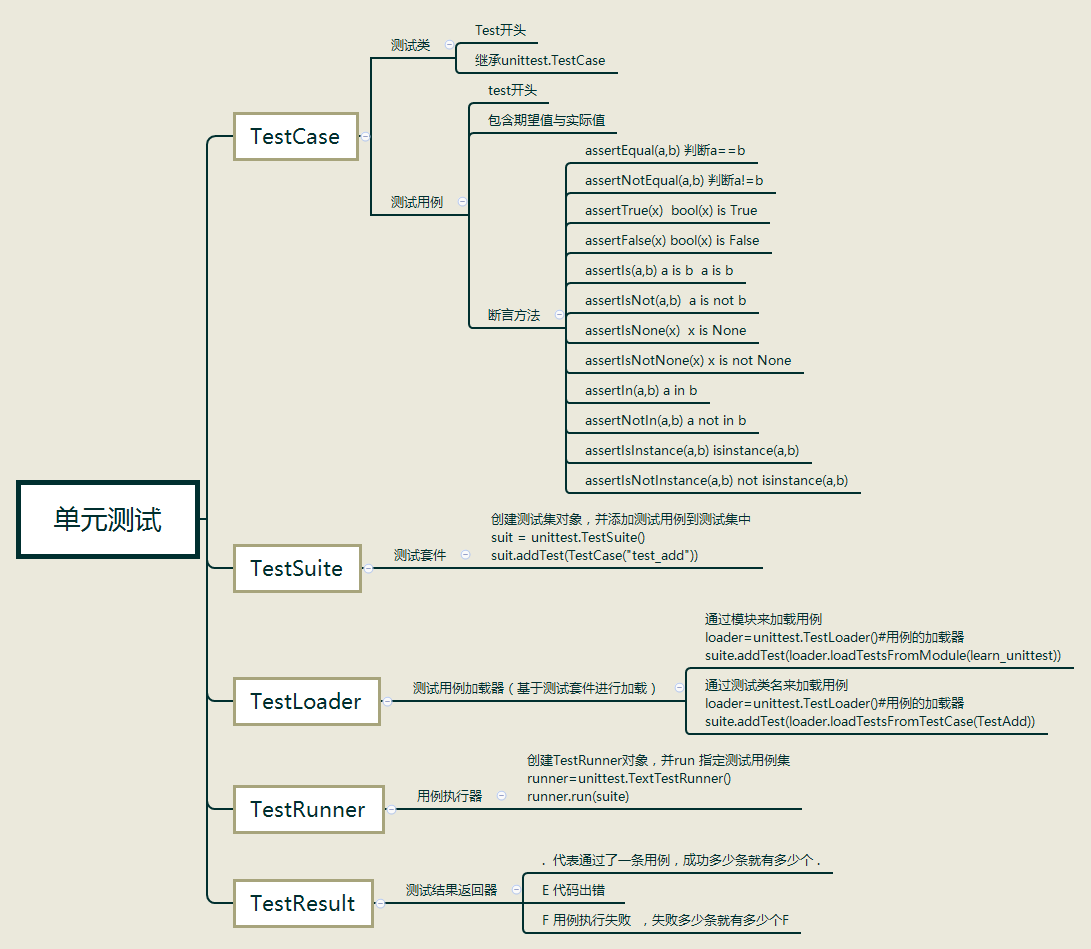 单元测试
TestCase
测试类
Test开头
继承unittest.TestCase
测试用例
test开头
包含期望值与实际值
断言方法
assertEqual(a,b) 判断a==b
assertNotEqual(a,b) 判断a!=b
assertTrue(x)  bool(x) is True
assertFalse(x) bool(x) is False
assertIs(a,b) a is b  a is b
assertIsNot(a,b)  a is not b
assertIsNone(x)  x is None
assertIsNotNone(x) x is not None
assertIn(a,b) a in b
assertNotIn(a,b) a not in b
assertIsInstance(a,b) isinstance(a,b)
assertIsNotInstance(a,b) not isinstance(a,b)
TestSuite
测试套件
创建测试集对象，并添加测试用例到测试集中
suit = unittest.TestSuite()
suit.addTest(TestCase("test_add"))
TestLoader
测试用例加载器（基于测试套件进行加载）
通过模块来加载用例
loader=unittest.TestLoader()#用例的加载器
suite.addTest(loader.loadTestsFromModule(learn_unittest))
通过测试类名来加载用例
loader=unittest.TestLoader()#用例的加载器
suite.addTest(loader.loadTestsFromTestCase(TestAdd))
TestRunner
用例执行器
创建TestRunner对象，并run 指定测试用例集
runner=unittest.TextTestRunner()
runner.run(suite)
TestResult
测试结果返回器
. 代表通过了一条用例，成功多少条就有多少个 .
E 代码出错
F 用例执行失败  ，失败多少条就有多少个F